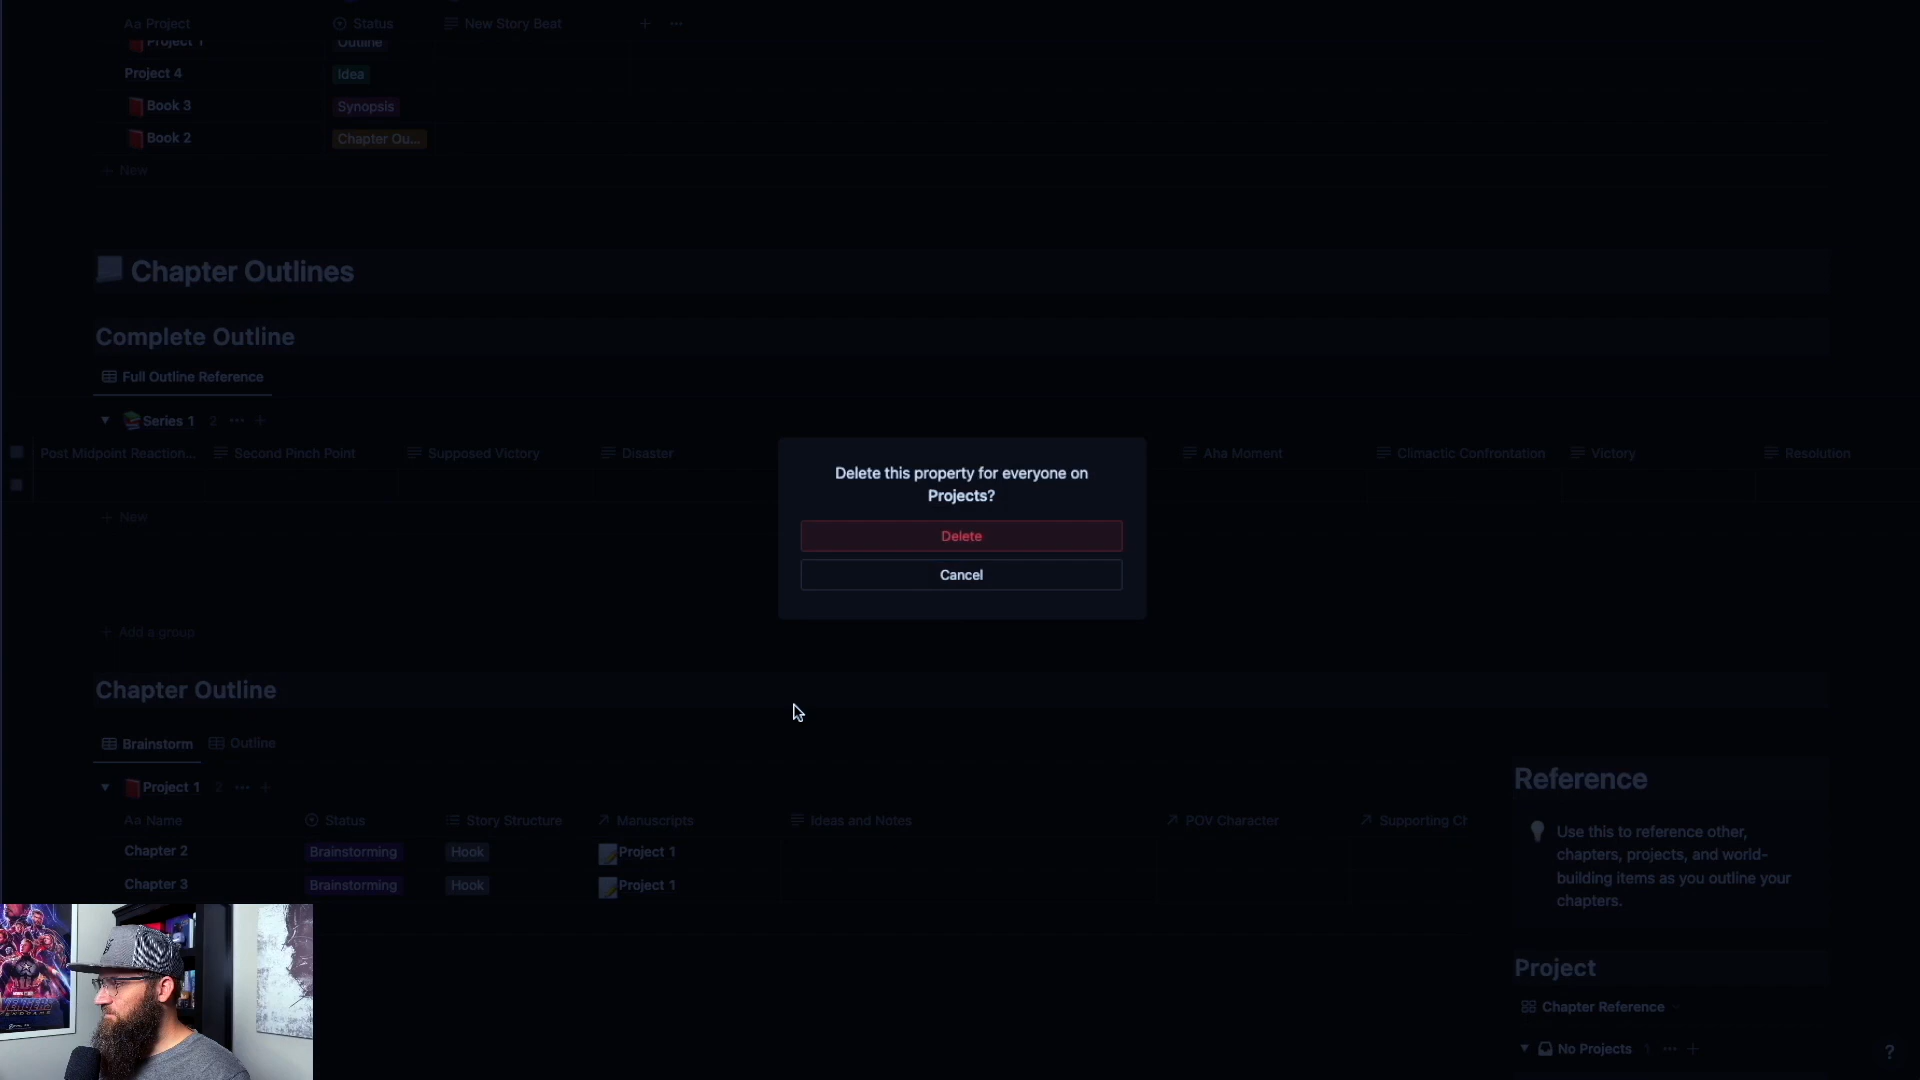 Aa Project
Status
New Story Beat
Project 1
Outline
Project 4
Idea
Book 3
Synopsis
Book 2
Chapter Ou...
+ New
Chapter Outlines
Complete Outline
Full Outline Reference
Series 1 2
Post Midpoint Reaction...
Second Pinch Point
Supposed Victory
Disaster
Aha Moment
Climactic Confrontation
Victory
Resolution
Delete this property for everyone on
Projects?
Delete
Cancel
+ New
+ Add a group
Chapter Outline
Brainstorm
Outline
Project 1 2
Aa Name
Status
Story Structure
Manuscripts
Ideas and Notes
POV Character
Supporting Ch
Chapter 2
Brainstorming
Hook
Project 1
Chapter 3
Brainstorming
Hook
Project 1
Reference
Use this to reference other,
chapters, projects, and world-
building items as you outline your
chapters.
Project
Chapter Reference
No Projects 1
?
AVENGERS
ENDGAME